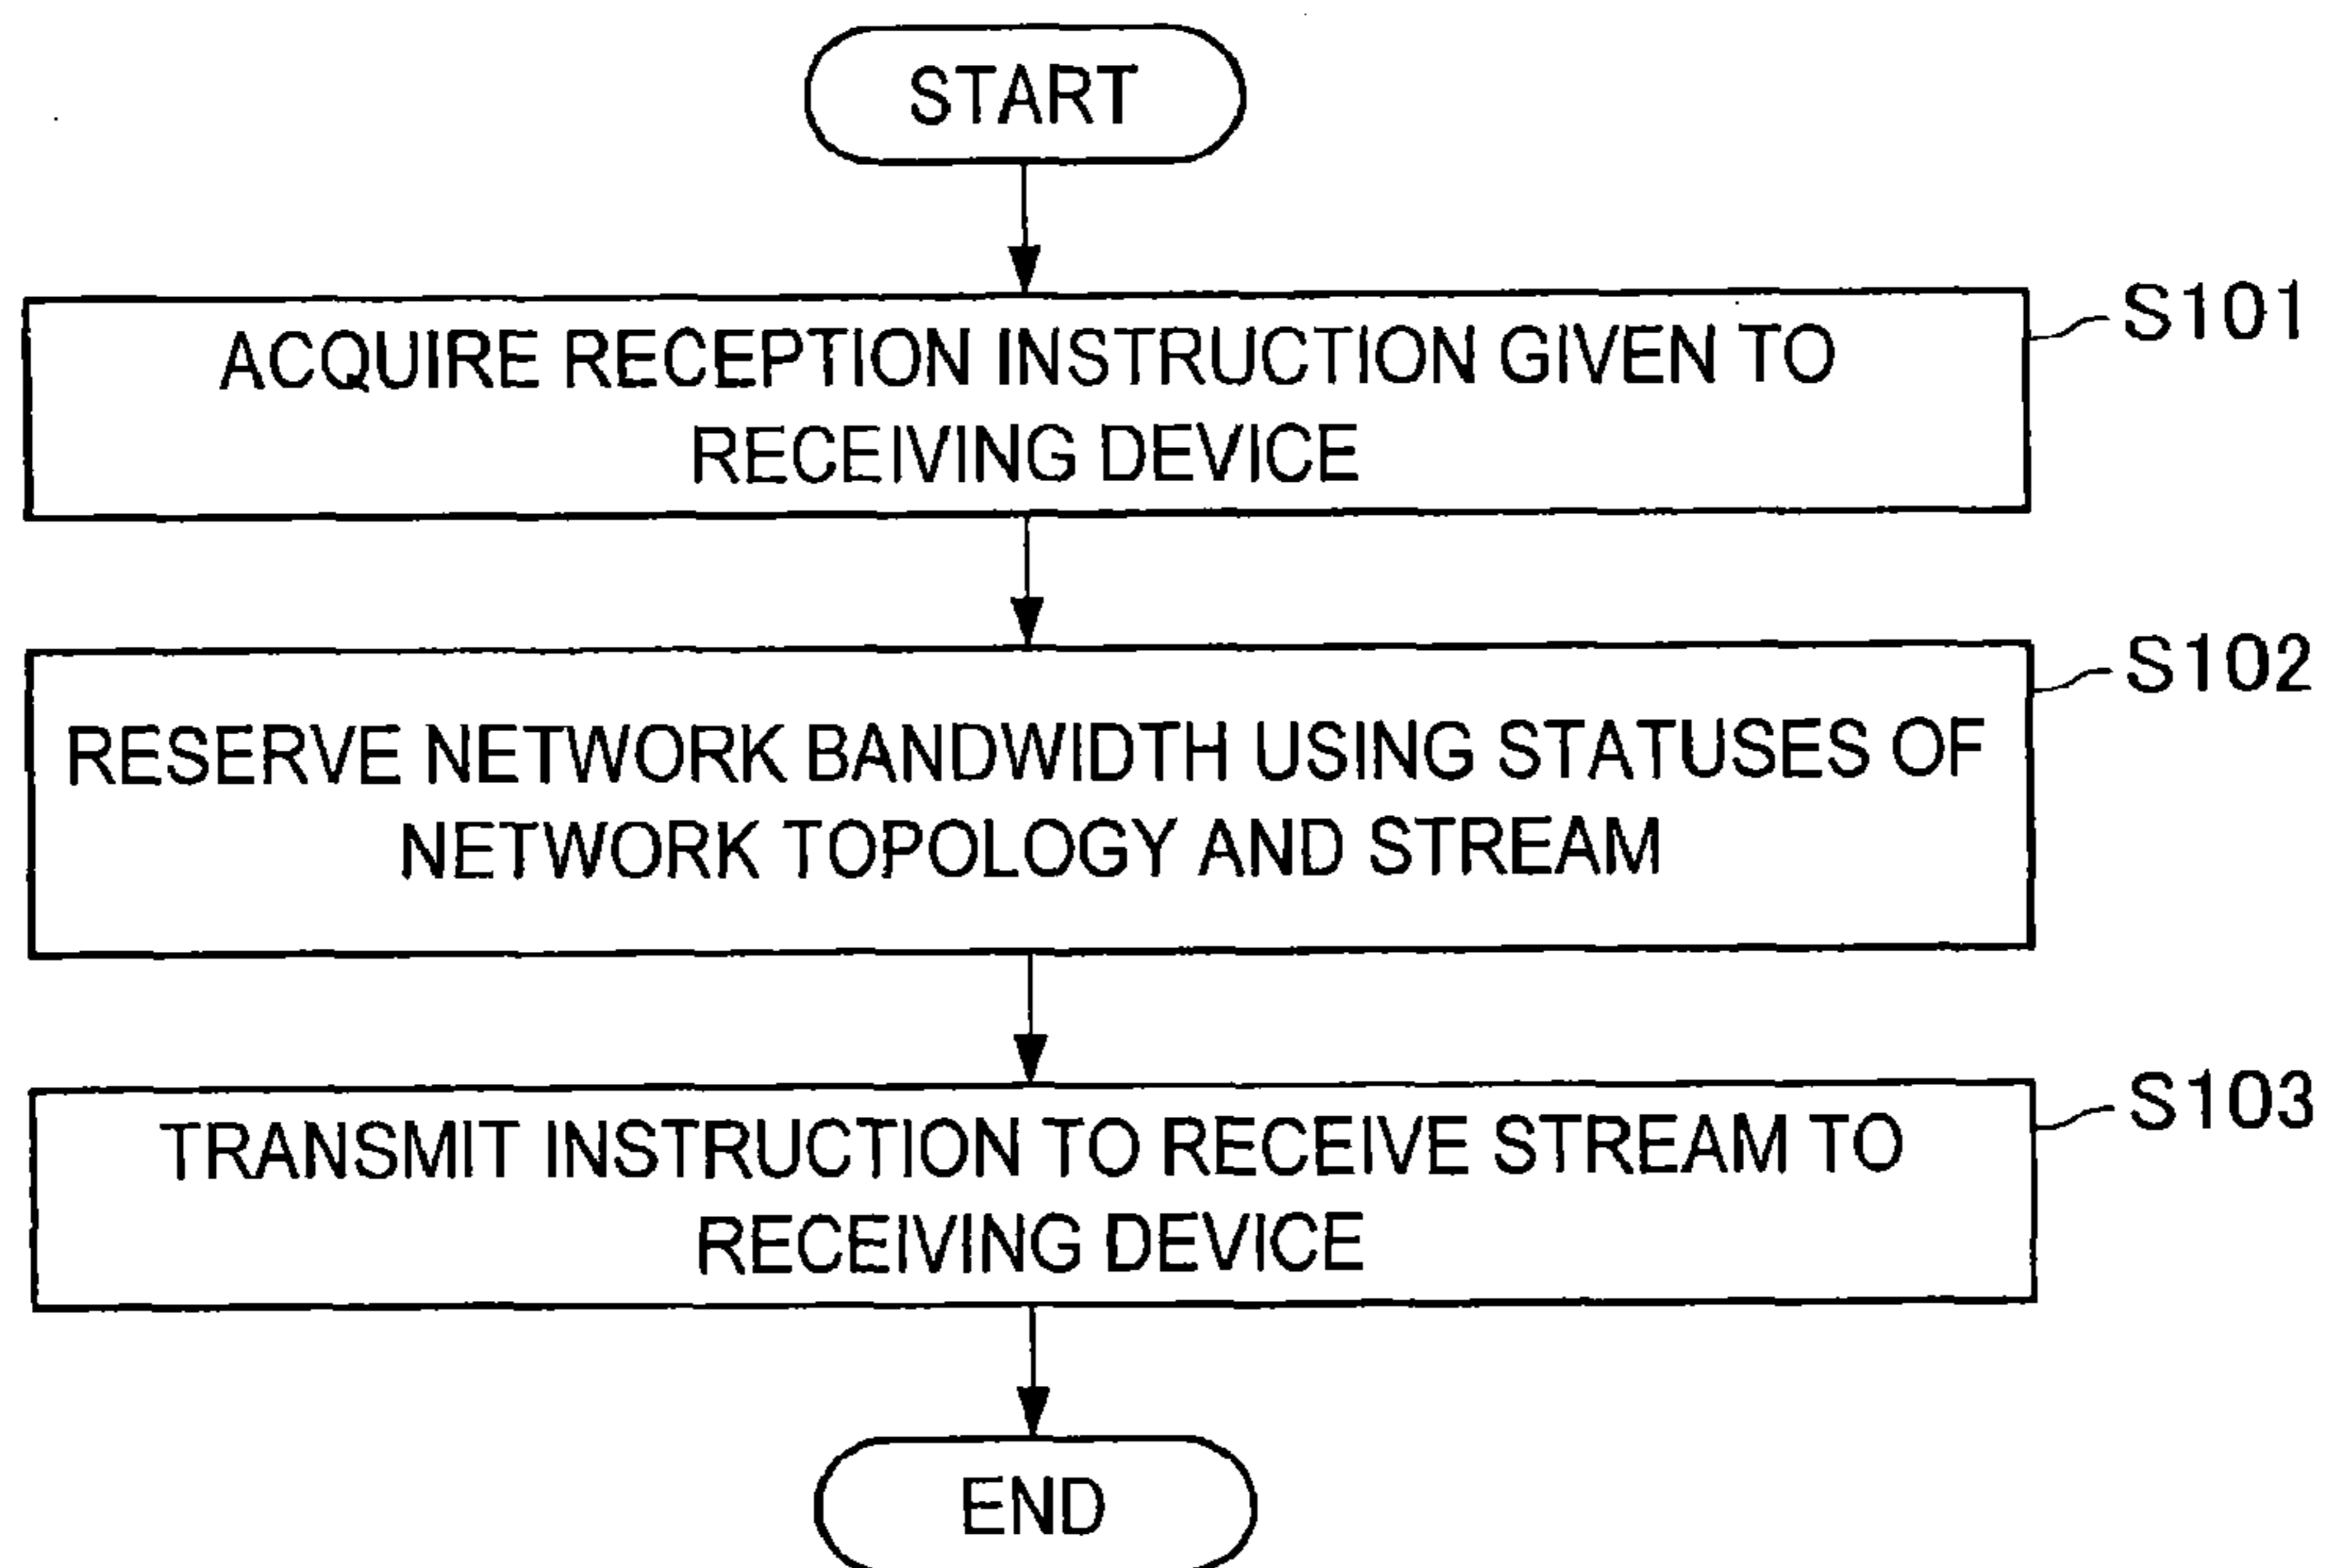 START
S101
ACQUIRE RECEPTION INSTRUCTION GIVEN TO
RECEIVING DEVICE
S102
RESERVE NETWORK BANDWIDTH USING STATUSES OF
NETWORK TOPOLOGY AND STREAM
S103
TRANSMIT INSTRUCTION TO RECEIVE STREAM TO
RECEIVING DEVICE
END